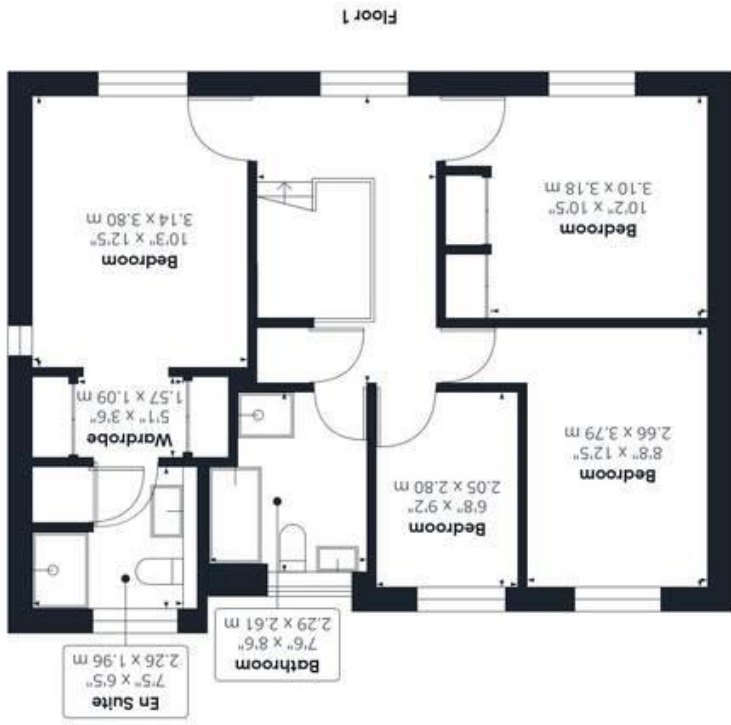 En Suite
7'5" x 6'5"
2.26 x 1.96 m
Bathroom
7'6" x 8'6"
2.29 x 2.61 m
Bedroom
8'8" x 12'5"
2.66 x 3.79 m
Bedroom
6'8" x 9'2"
2.05 x 2.80 m
Wardrobe
5'1" x 3'6"
1.57 x 1.09 m
Bedroom
10'2" x 10'5"
3.10 x 3.18 m
Bedroom
10'3" x 12'5"
3.14 x 3.80 m
Floor 1